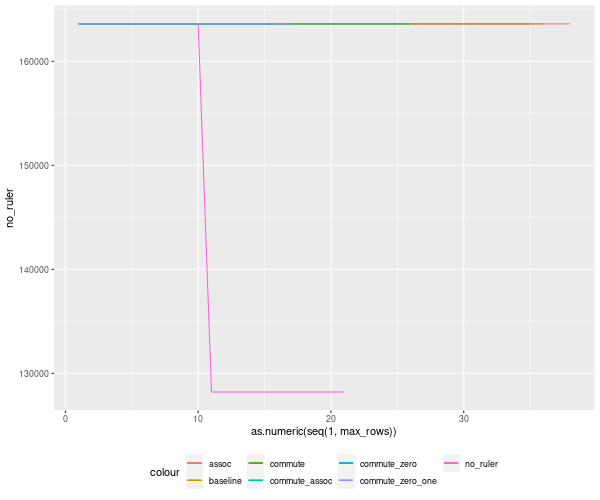 160000
150000
140000
130000
no_ruler
0 10 20 30
as.numeric(seq(1, max_rows))
colour assoc commute commute_zero no_ruler
baseline commute_assoc commute_zero_one